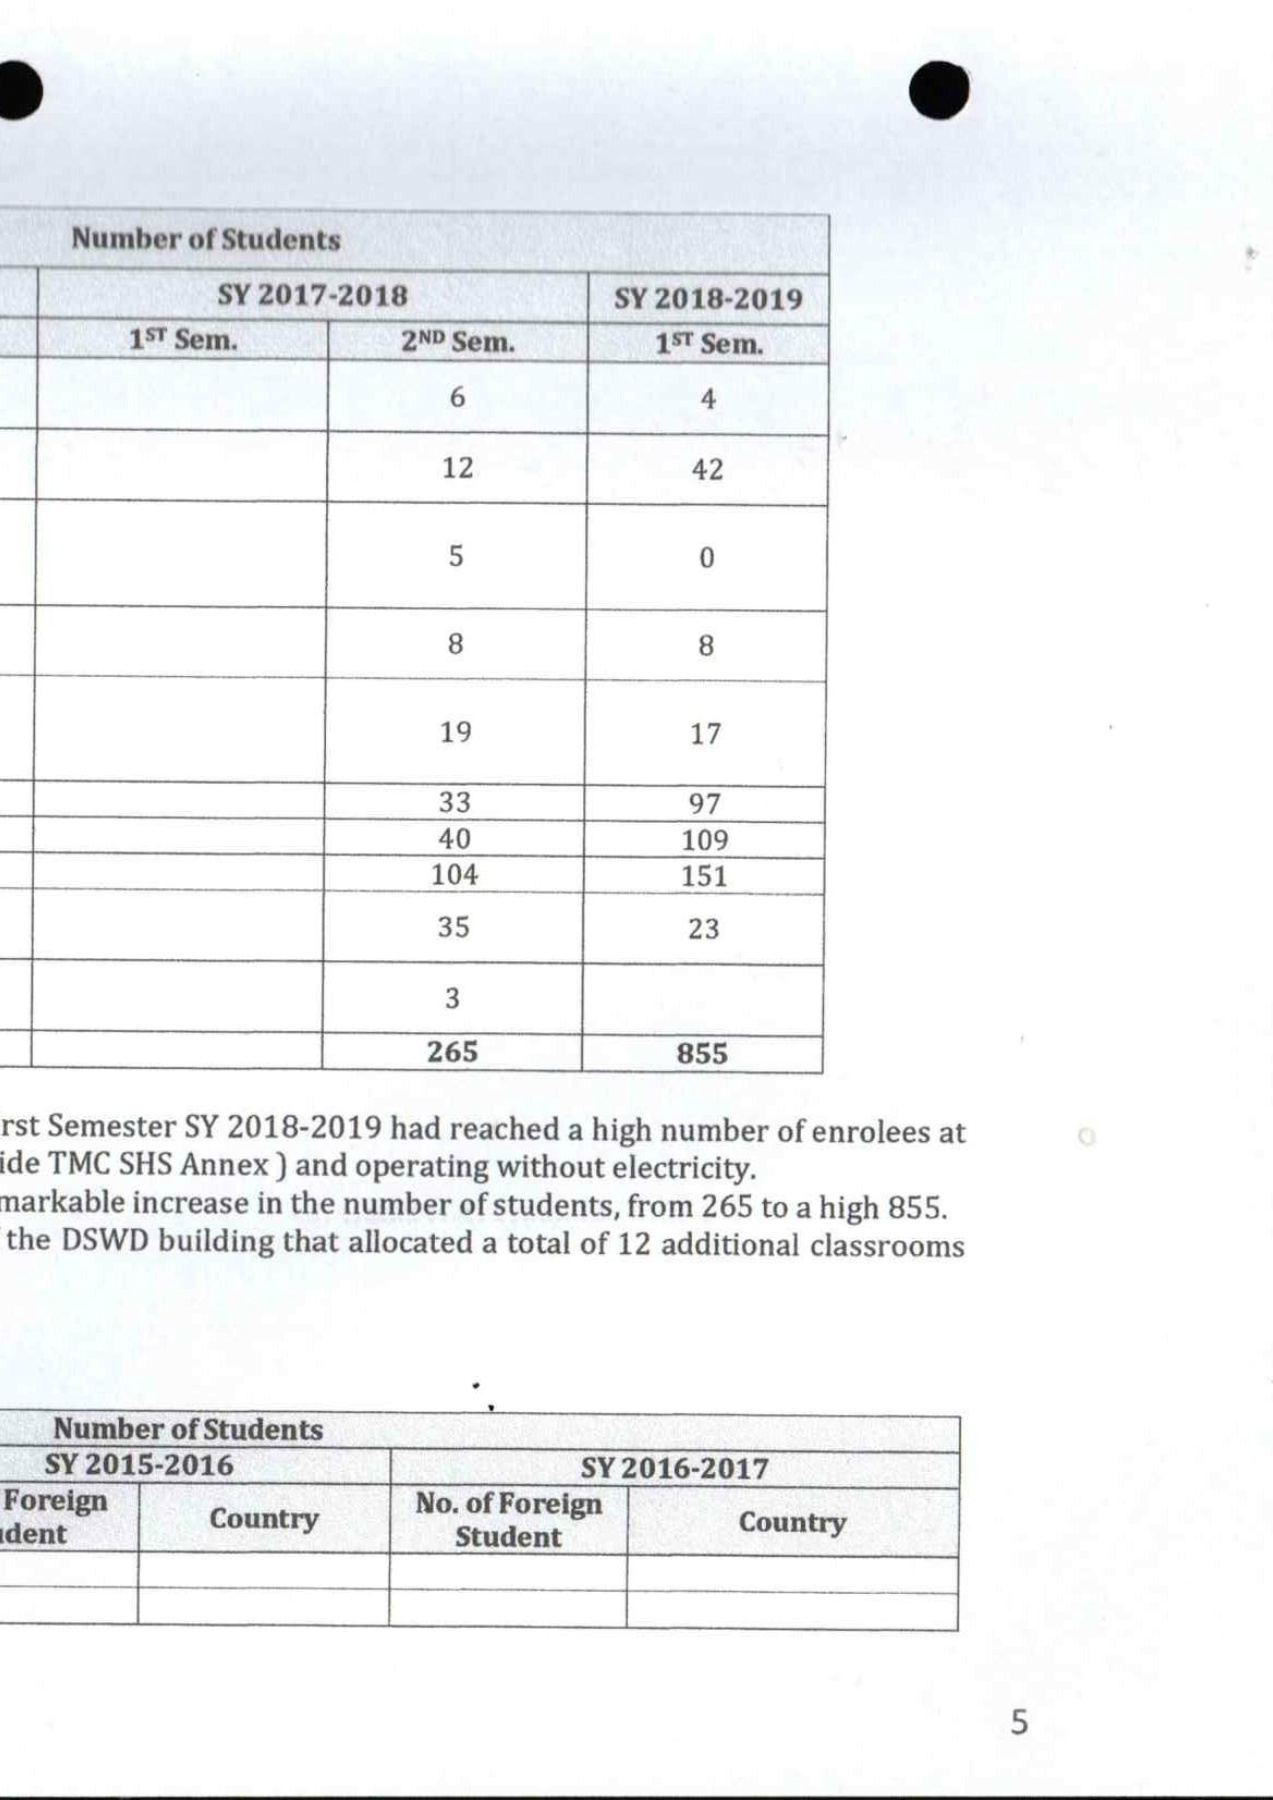 Number of Students
SY 2017-2018 SY 2018-2019
1ST Sem. 2ND Sem. 1ST Sem.
6 4
12 42
5 0
8 8
19 17
33 97
40 109
104 151
35 23
3
265 855
rst Semester SY 2018-2019 had reached a high number of enrolees at
ide TMC SHS Annex ) and operating without electricity.
markable increase in the number of students, from 265 to a high 855.
the DSWD building that allocated a total of 12 additional classrooms
Number of Students
SY 2015-2016 SY 2016-2017
Foreign
dent
Country
No. of Foreign
Student
Country
5